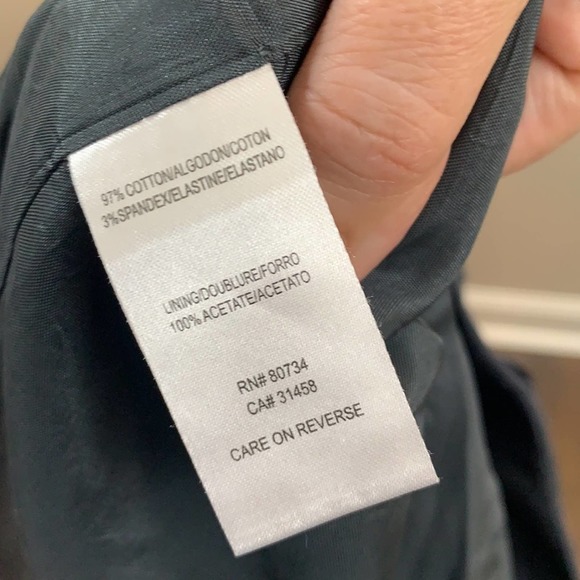 97% COTTON/ALGODON/COTON
3%SPANDEX/ELASTINE/ELASTANO
LINING/DOUBLURE/FORRO
100% ACETATE/ACETATO
RN# 80734
CA# 31458
CARE ON REVERSE